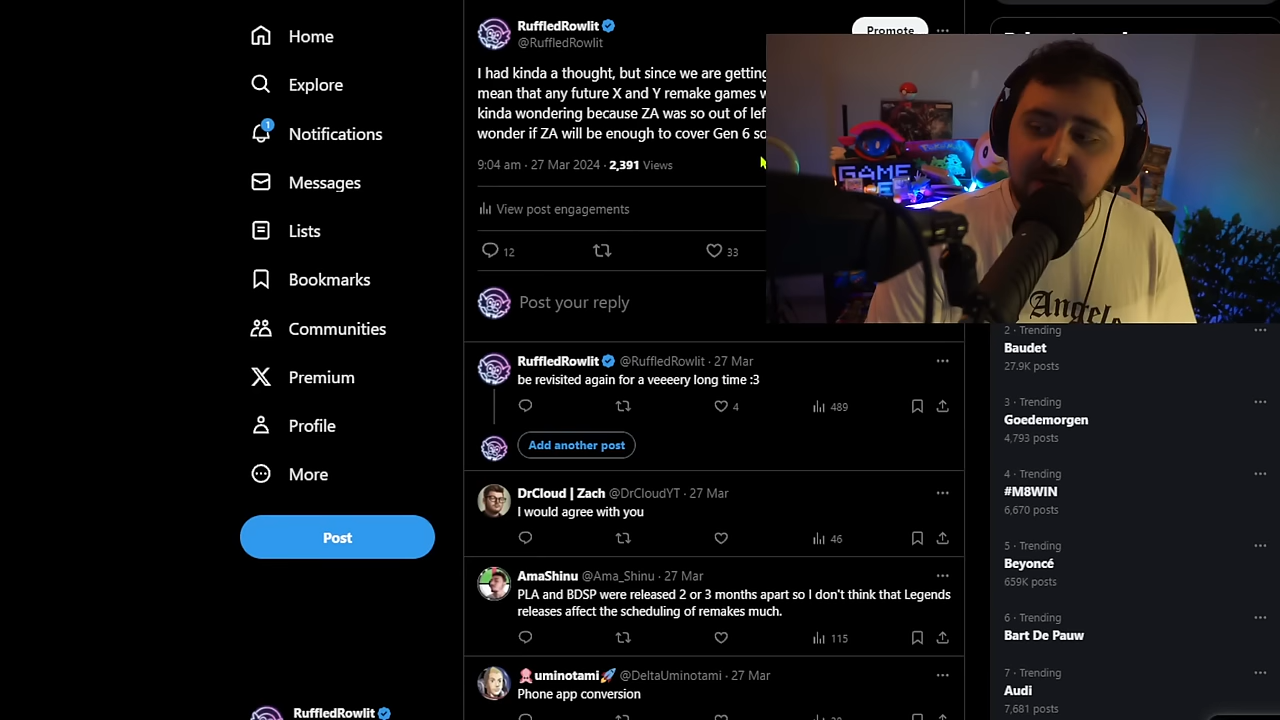 Home
Explore
1
Notifications
Messages
Lists
Bookmarks
Communities
Premium
Profile
More
Post
RuffledRowlit
RuffledRowlit
@RuffledRowlit
Promote
I had kinda a thought, but since we are getting
mean that any future X and Y remake games
kinda wondering because ZA was so out of
wonder if ZA will be enough to cover Gen 6
9:04 am · 27 Mar 2024 · 2,391 Views
View post engagements
12
33
Post your reply
RuffledRowlit @RuffledRowlit · 27 Mar
be revisited again for a veeeery long time :3
4
489
Add another post
DrCloud | Zach @DrCloudYT · 27 Mar
I would agree with you
46
AmaShinu @Ama_Shinu · 27 Mar
PLA and BDSP were released 2 or 3 months apart so I don't think that Legends
releases affect the scheduling of remakes much.
115
uminotami @DeltaUminotami · 27 Mar
Phone app conversion
GAME
Angels
2 · Trending
Baudet
27.9K posts
3 · Trending
Goedemorgen
4,793 posts
4 · Trending
#M8WIN
6,670 posts
5 · Trending
Beyoncé
659K posts
6 · Trending
Bart De Pauw
7 · Trending
Audi
7,681 posts